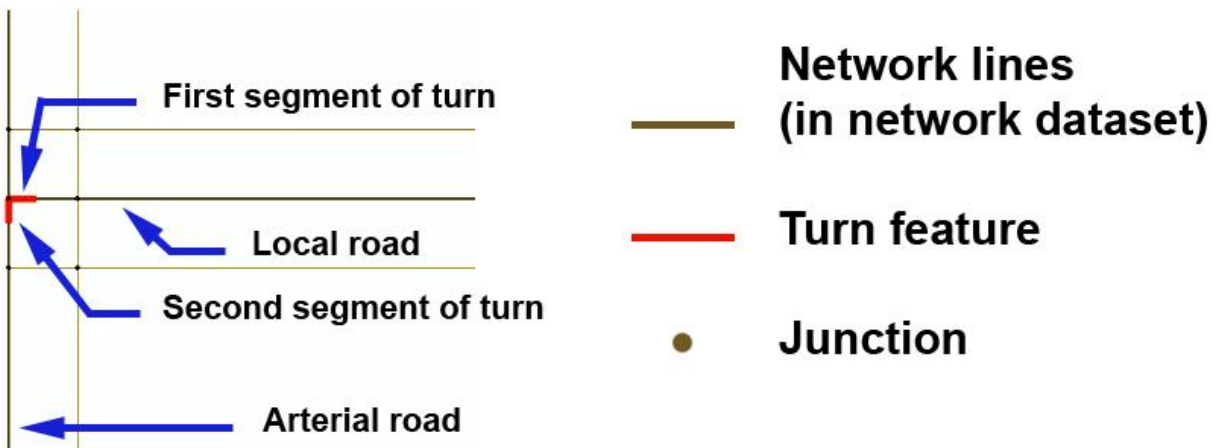 First segment of turn
Local road
Second segment of turn
Arterial road
Network lines
(in network dataset)
Turn feature
Junction